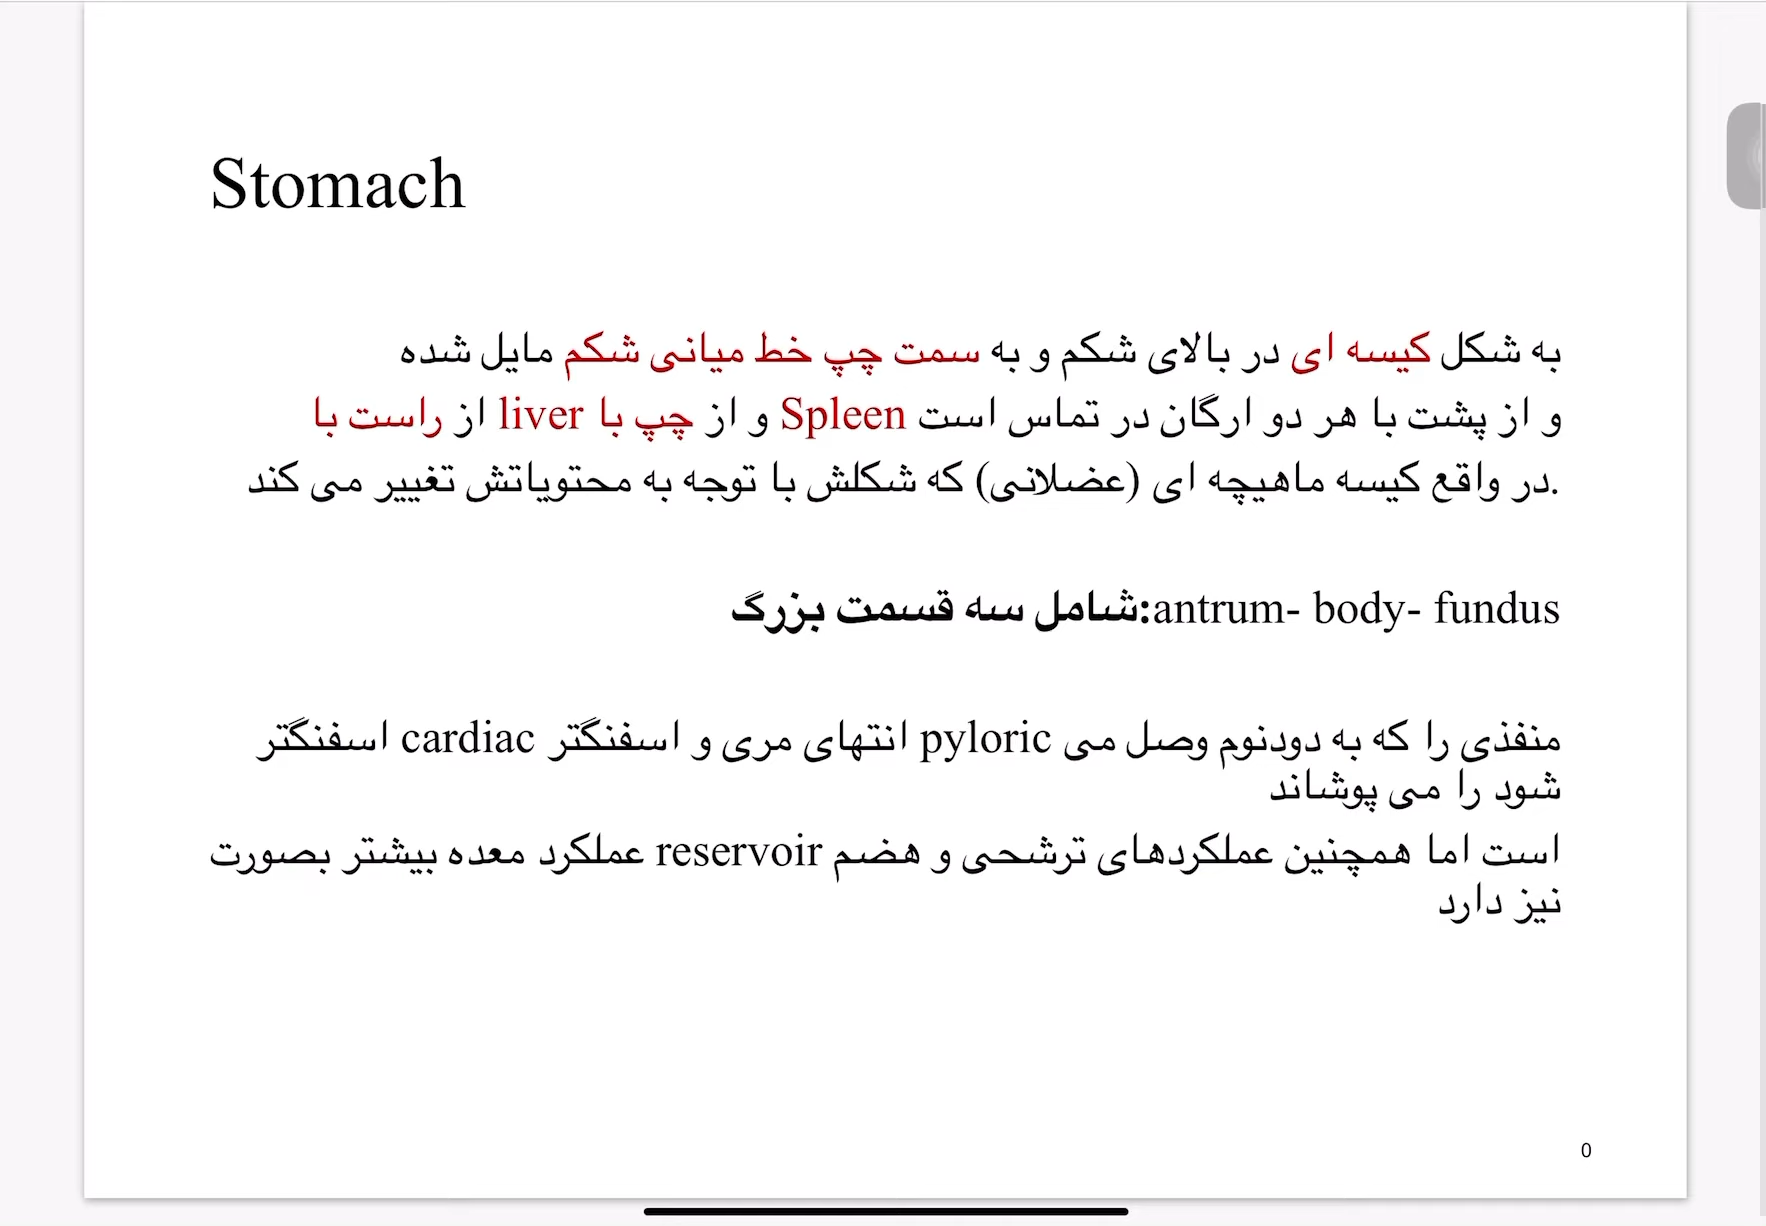 Stomach
به شکل کیسه ای در بالای شکم و به سمت چپ خط میانی شکم مایل شده
و از پشت با هر دو ارگان در تماس است Spleen و از چپ با liver از راست با
.در واقع کیسه ماهیچه ای (عضلانی) که شکلش با توجه به محتویاتش تغییر می کند
antrum- body- fundus:شامل سه قسمت بزرگ
منفذی را که به دودنوم وصل می pyloric انتهای مری و اسفنگتر cardiac اسفنگتر
شود را می پوشاند
است اما همچنین عملکردهای ترشحی و هضم reservoir عملکرد معده بیشتر بصورت
نیز دارد
0